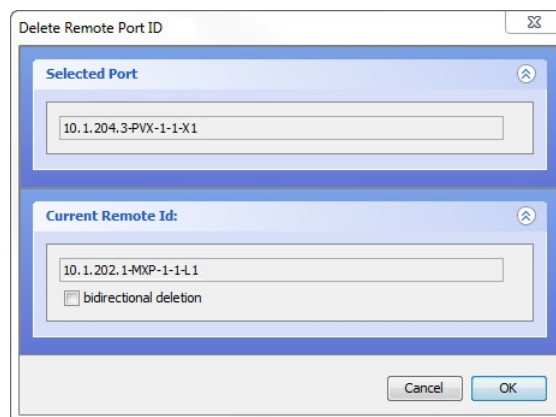 Delete Remote Port ID
Selected Port
10.1.204.3-PVX-1-1-X1
Current Remote Id:
10.1.202.1-MXP-1-1-L1
bidirectional deletion
Cancel OK